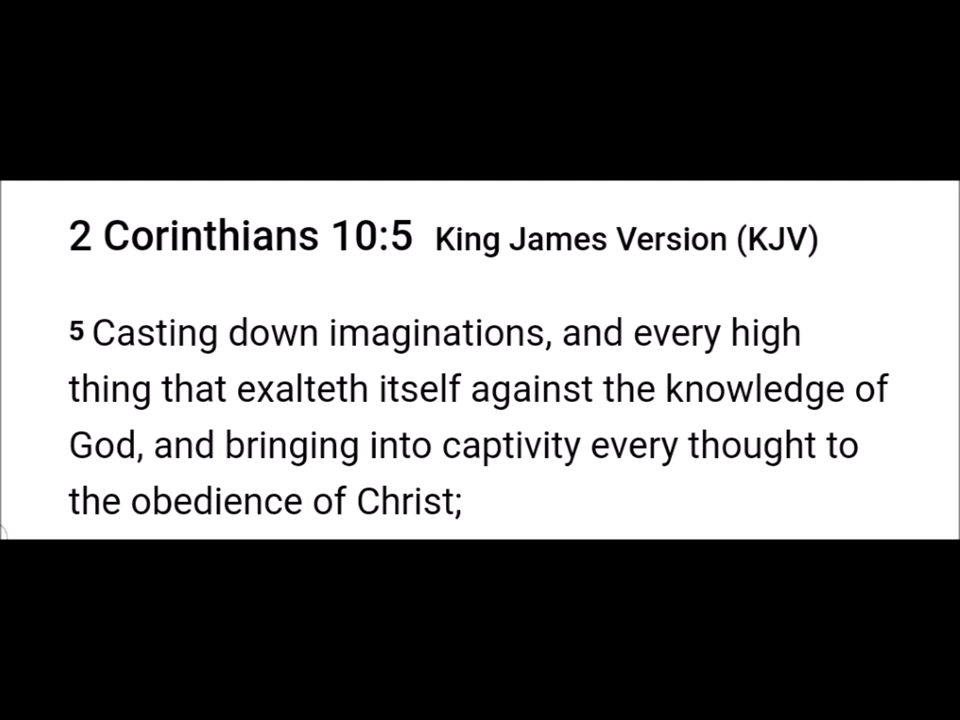 2 Corinthians 10:5 King James Version (KJV)
5 Casting down imaginations, and every high
thing that exalteth itself against the knowledge of
God, and bringing into captivity every thought to
the obedience of Christ;